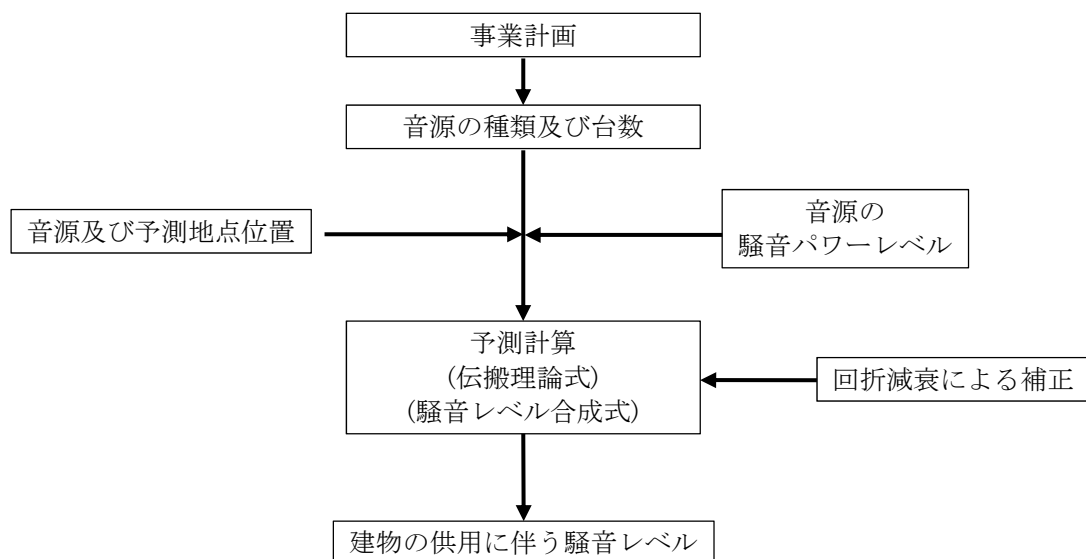 事業計画
音源の種類及び台数
音源及び予測地点位置
音源の
騒音パワーレベル
予測計算
(伝搬理論式)
(騒音レベル合成式)
回折減衰による補正
建物の供用に伴う騒音レベル